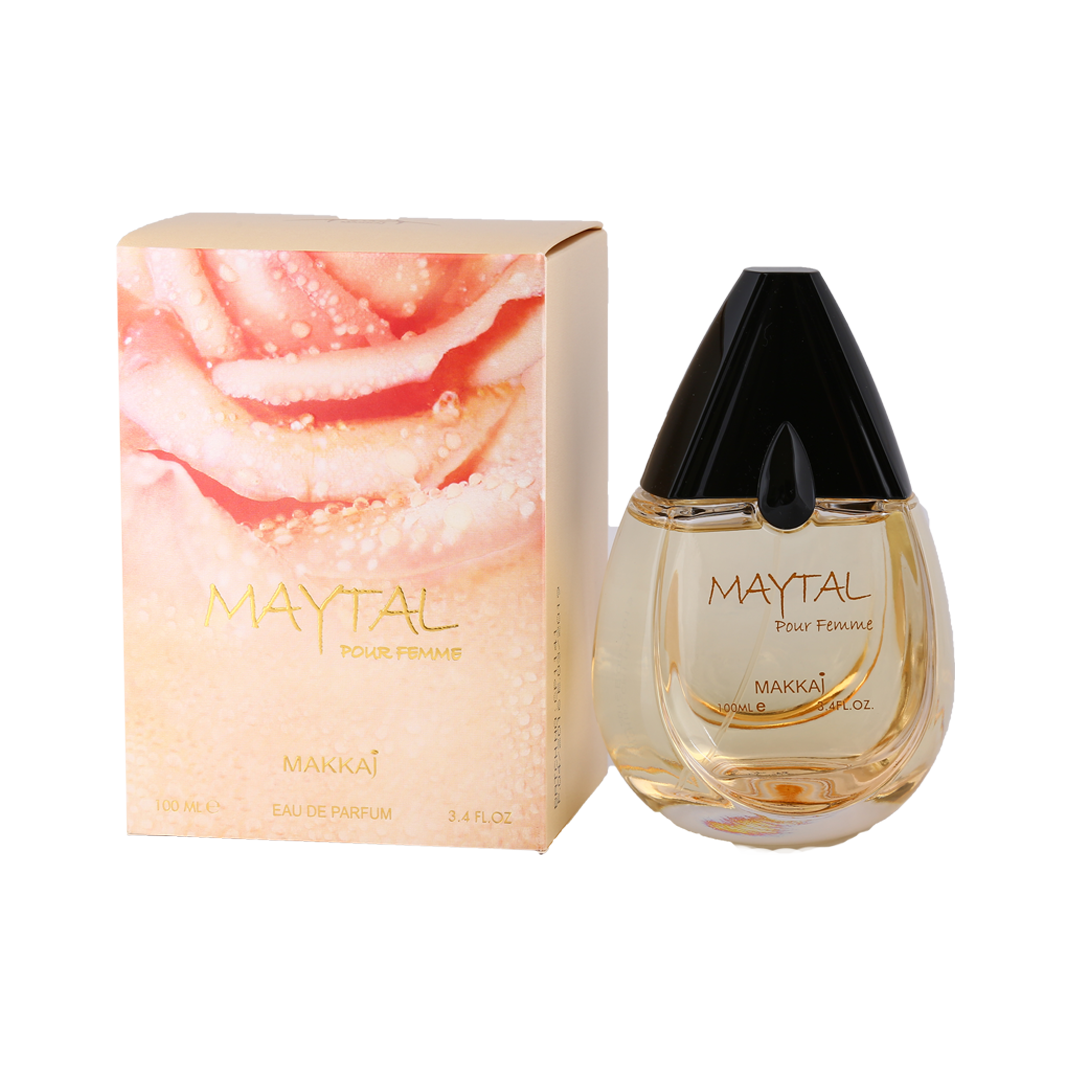 MAYTAL
POUR FEMME
MAKKAj
100 ML ℮
EAU DE PARFUM
3.4 FL.OZ
MAYTAL
Pour Femme
MAKKAj
100ML ℮
3.4FL.OZ.